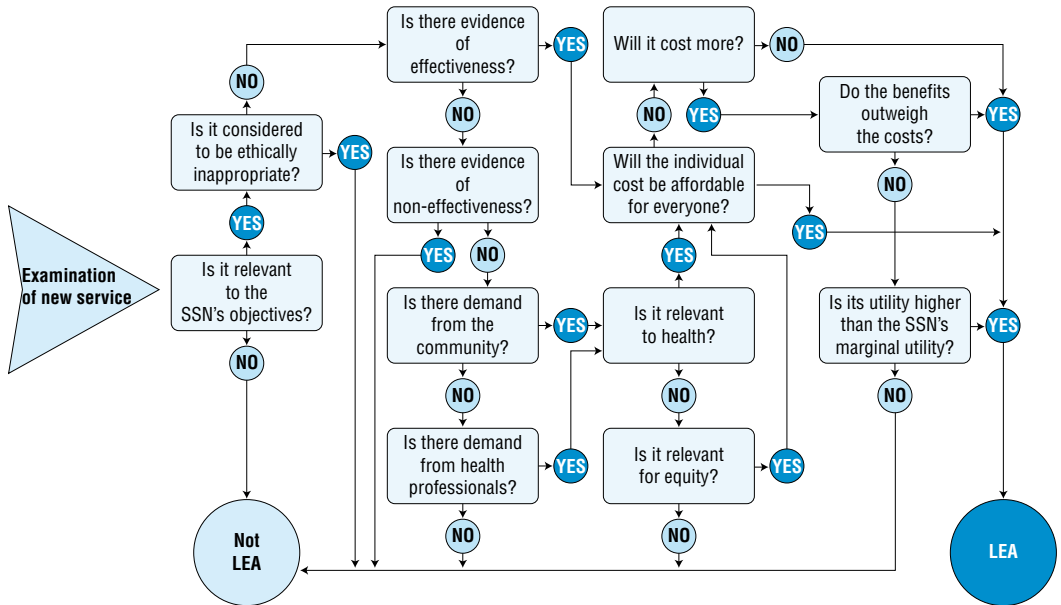 Examination
of new service
Is it relevant
to the
SSN's objectives?
YES
NO
Is it considered
to be ethically
inappropriate?
NO
YES
Is there evidence
of
effectiveness?
YES
NO
Is there evidence
of
non-effectiveness?
YES
NO
Is there demand
from the
community?
YES
NO
Is there demand
from health
professionals?
YES
NO
Will it cost more?
NO
YES
NO
Will the individual
cost be affordable
for everyone?
YES
YES
Is it relevant
to health?
NO
Is it relevant
for equity?
YES
NO
Do the benefits
outweigh
the costs?
YES
NO
Is its utility higher
than the SSN's
marginal utility?
YES
NO
Not
LEA
LEA